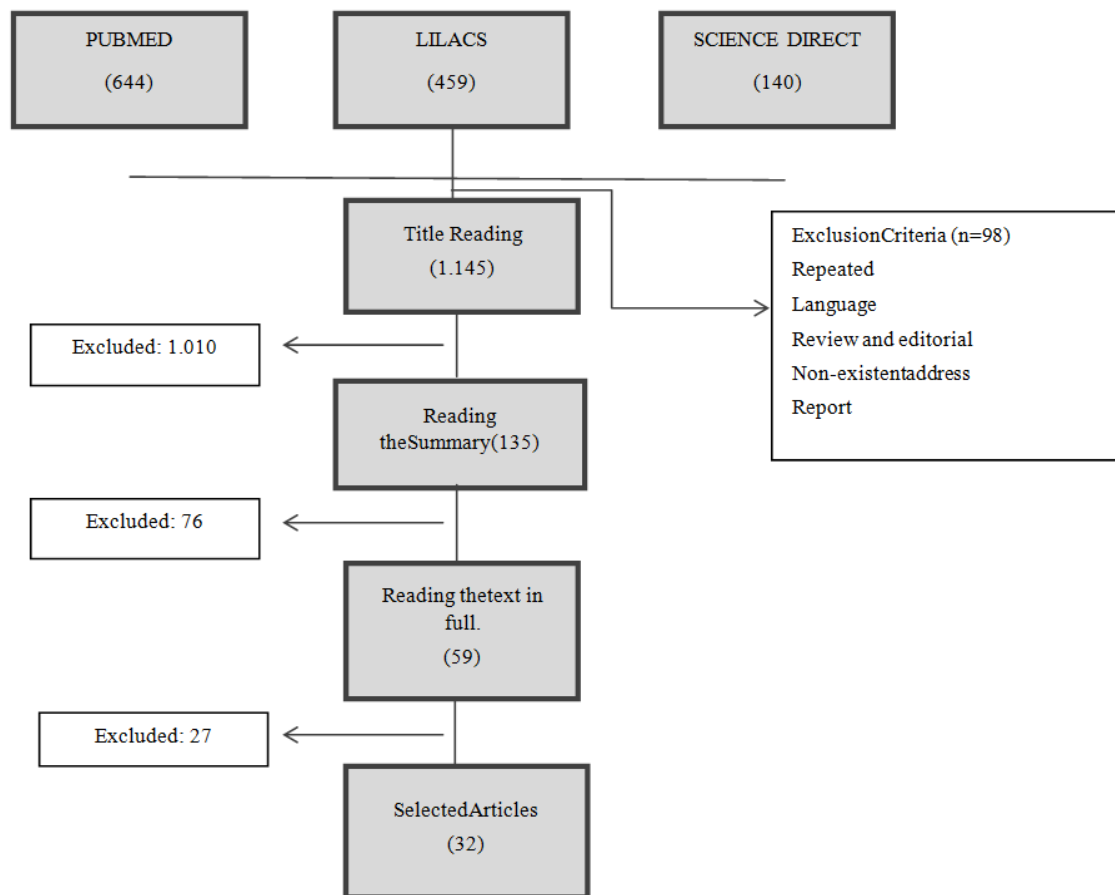 PUBMED
(644)
LILACS
(459)
SCIENCE DIRECT
(140)
Title Reading
(1.145)
ExclusionCriteria (n=98)
Repeated
Language
Review and editorial
Non-existentaddress
Report
Excluded: 1.010
Reading
theSummary(135)
Excluded: 76
Reading thetext in
full.
(59)
Excluded: 27
SelectedArticles
(32)